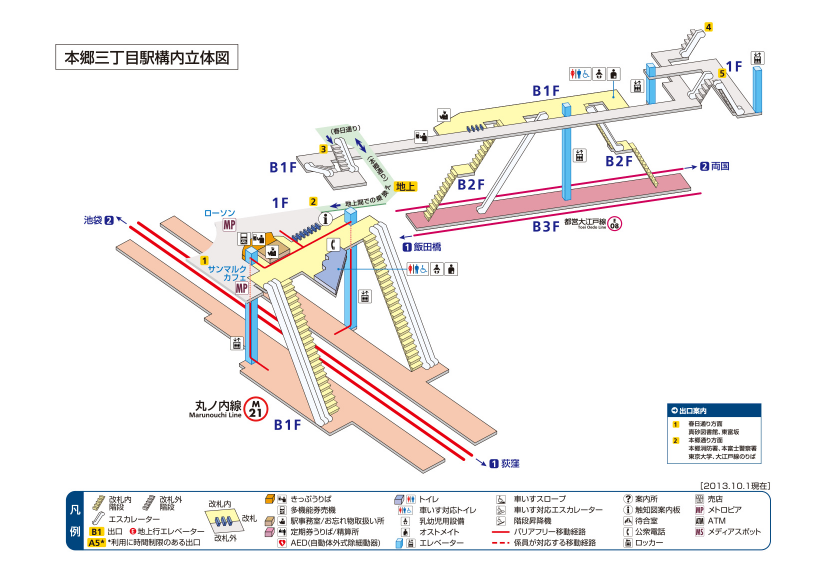 本郷三丁目駅構内立体図
4
5
1F
B1F
(春日通り)
3
(本郷通り)
B1F
B2F
B2F
地上
地上間での乗換え
2 両国
1F
2
ローソン
MP
池袋 2
B3F
都営大江戸線
Toei Oedo Line
E
08
1 飯田橋
1
サンマルク
カフェ
MP
丸ノ内線
Marunouchi Line
M
21
B1F
1 荻窪
出口案内
1 春日通り方面
真砂図書館、東富坂
2 本郷通り方面
本郷消防署、本富士警察署
東京大学、大江戸線のりば
[2013.10.1現在]
凡例
改札内
階段
改札外
階段
エスカレーター
B1 出口
E 地上行エレベーター
A5* *利用に時間制限のある出口
改札内
改札
改札外
きっぷうりば
多機能券売機
駅事務室/お忘れ物取扱い所
定期券うりば/精算所
AED(自動体外式除細動器)
トイレ
車いす対応トイレ
乳幼児用設備
オストメイト
エレベーター
車いすスロープ
車いす対応エスカレーター
階段昇降機
バリアフリー移動経路
係員が対応する移動経路
案内所
触知図案内板
待合室
公衆電話
ロッカー
売店
MP メトロピア
ATM ATM
MS メディアスポット